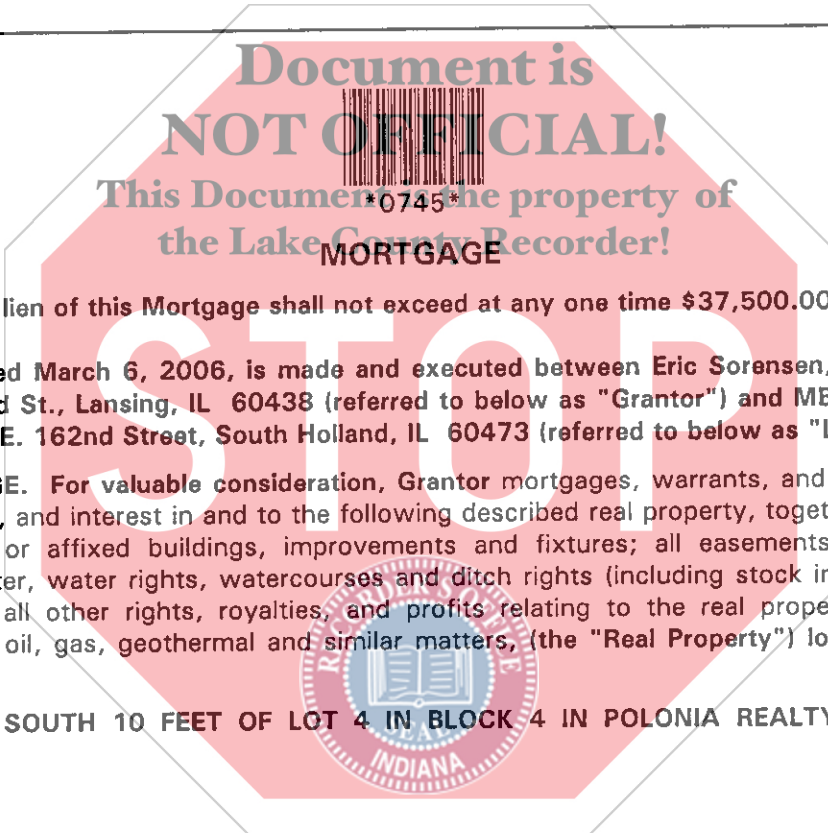 Document is
NOT OFFICIAL!
This Document is the property of
the Lake County Recorder!
*0745*
MORTGAGE
lien of this Mortgage shall not exceed at any one time $37,500.00
ed March 6, 2006, is made and executed between Eric Sorensen,
d St., Lansing, IL 60438 (referred to below as "Grantor") and ME
E. 162nd Street, South Holland, IL 60473 (referred to below as "L
GE. For valuable consideration, Grantor mortgages, warrants, and
, and interest in and to the following described real property, toget
or affixed buildings, improvements and fixtures; all easements
ter, water rights, watercourses and ditch rights (including stock in
all other rights, royalties, and profits relating to the real prope
oil, gas, geothermal and similar matters, (the "Real Property") lo
SOUTH 10 FEET OF LOT 4 IN BLOCK 4 IN POLONIA REALTY
STOP
RECORDER'S OFFICE
SEAL
INDIANA